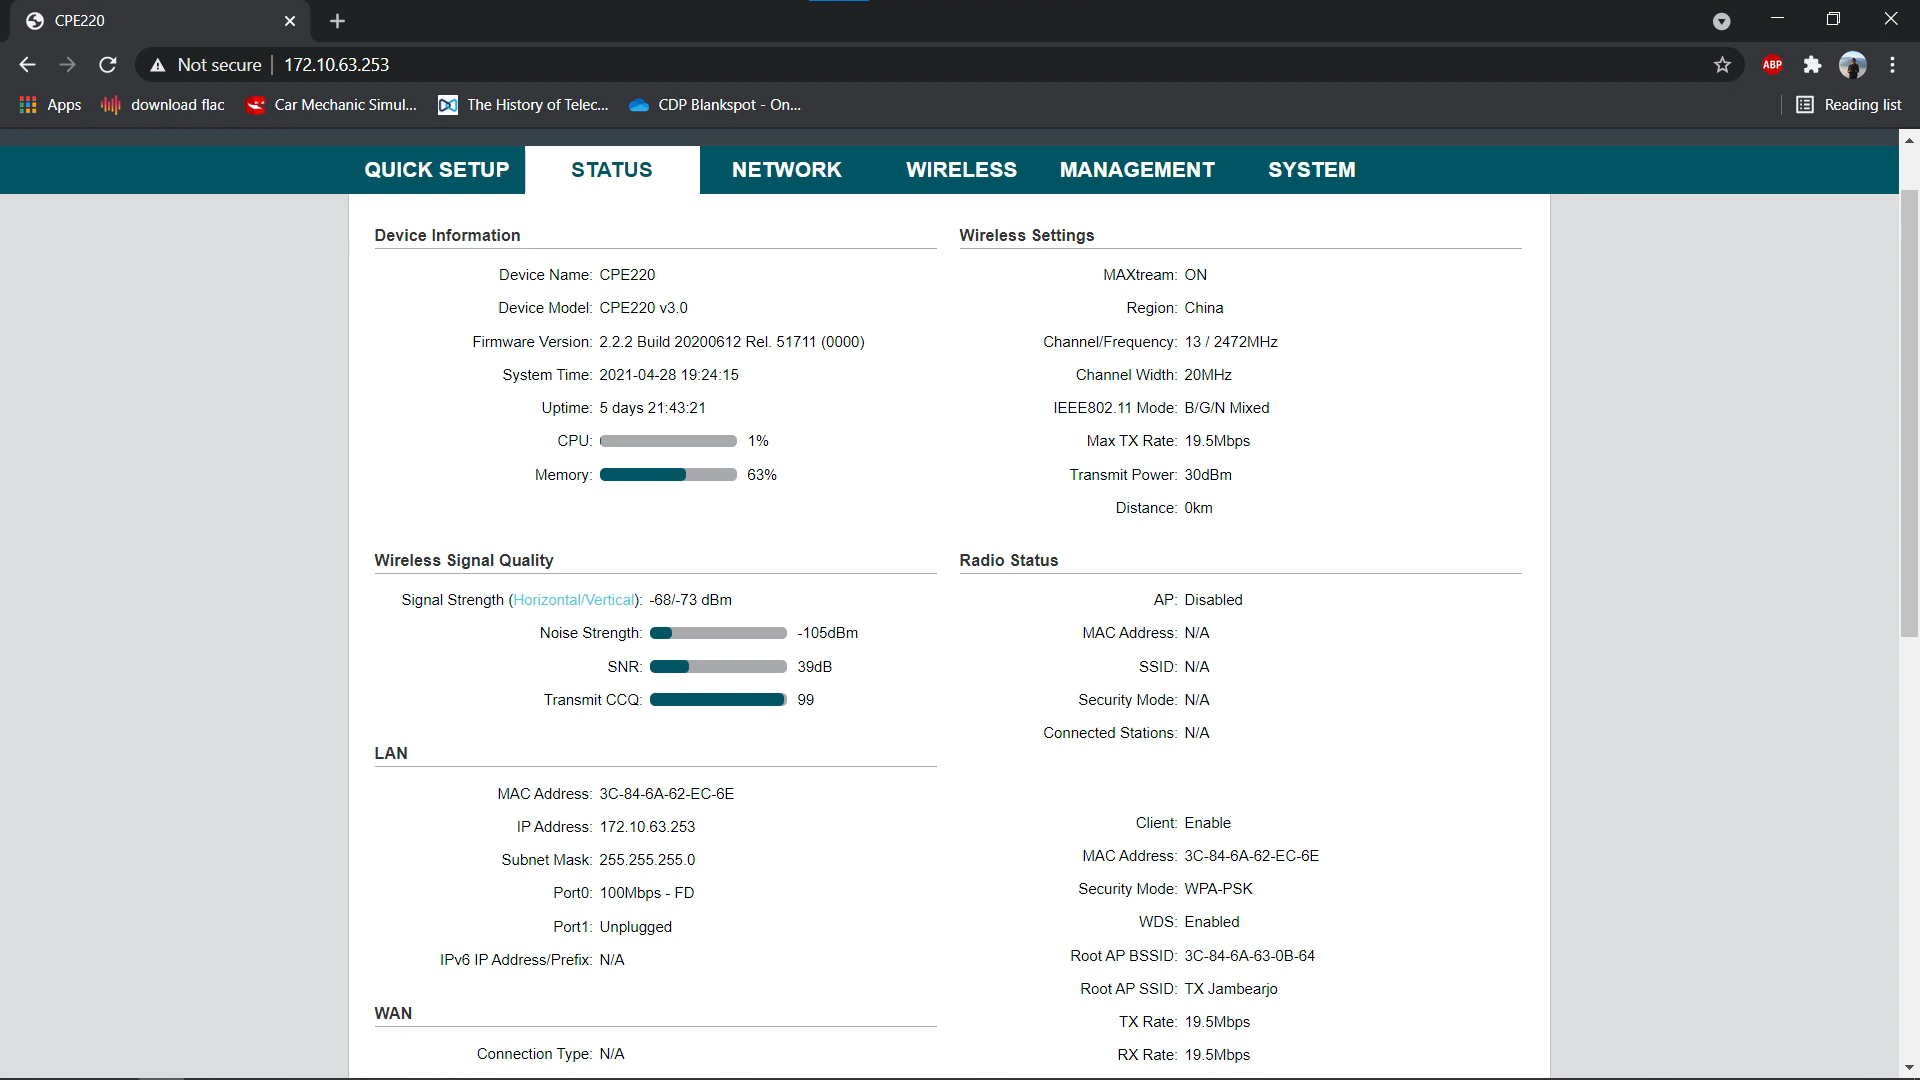 CPE220
Not secure
172.10.63.253
ABP
Apps
download flac
Car Mechanic Simul...
The History of Telec...
CDP Blankspot - On...
Reading list
QUICK SETUP
STATUS
NETWORK
WIRELESS
MANAGEMENT
SYSTEM
Device Information
Device Name: CPE220
Device Model: CPE220 v3.0
Firmware Version: 2.2.2 Build 20200612 Rel. 51711 (0000)
System Time: 2021-04-28 19:24:15
Uptime: 5 days 21:43:21
CPU: 1%
Memory: 63%
Wireless Settings
MAXtream: ON
Region: China
Channel/Frequency: 13 / 2472MHz
Channel Width: 20MHz
IEEE802.11 Mode: B/G/N Mixed
Max TX Rate: 19.5Mbps
Transmit Power: 30dBm
Distance: 0km
Wireless Signal Quality
Signal Strength (Horizontal/Vertical): -68/-73 dBm
Noise Strength: -105dBm
SNR: 39dB
Transmit CCQ: 99
Radio Status
AP: Disabled
MAC Address: N/A
SSID: N/A
Security Mode: N/A
Connected Stations: N/A
LAN
MAC Address: 3C-84-6A-62-EC-6E
IP Address: 172.10.63.253
Subnet Mask: 255.255.255.0
Port0: 100Mbps - FD
Port1: Unplugged
IPv6 IP Address/Prefix: N/A
Client: Enable
MAC Address: 3C-84-6A-62-EC-6E
Security Mode: WPA-PSK
WDS: Enabled
Root AP BSSID: 3C-84-6A-63-0B-64
Root AP SSID: TX Jambearjo
TX Rate: 19.5Mbps
RX Rate: 19.5Mbps
WAN
Connection Type: N/A